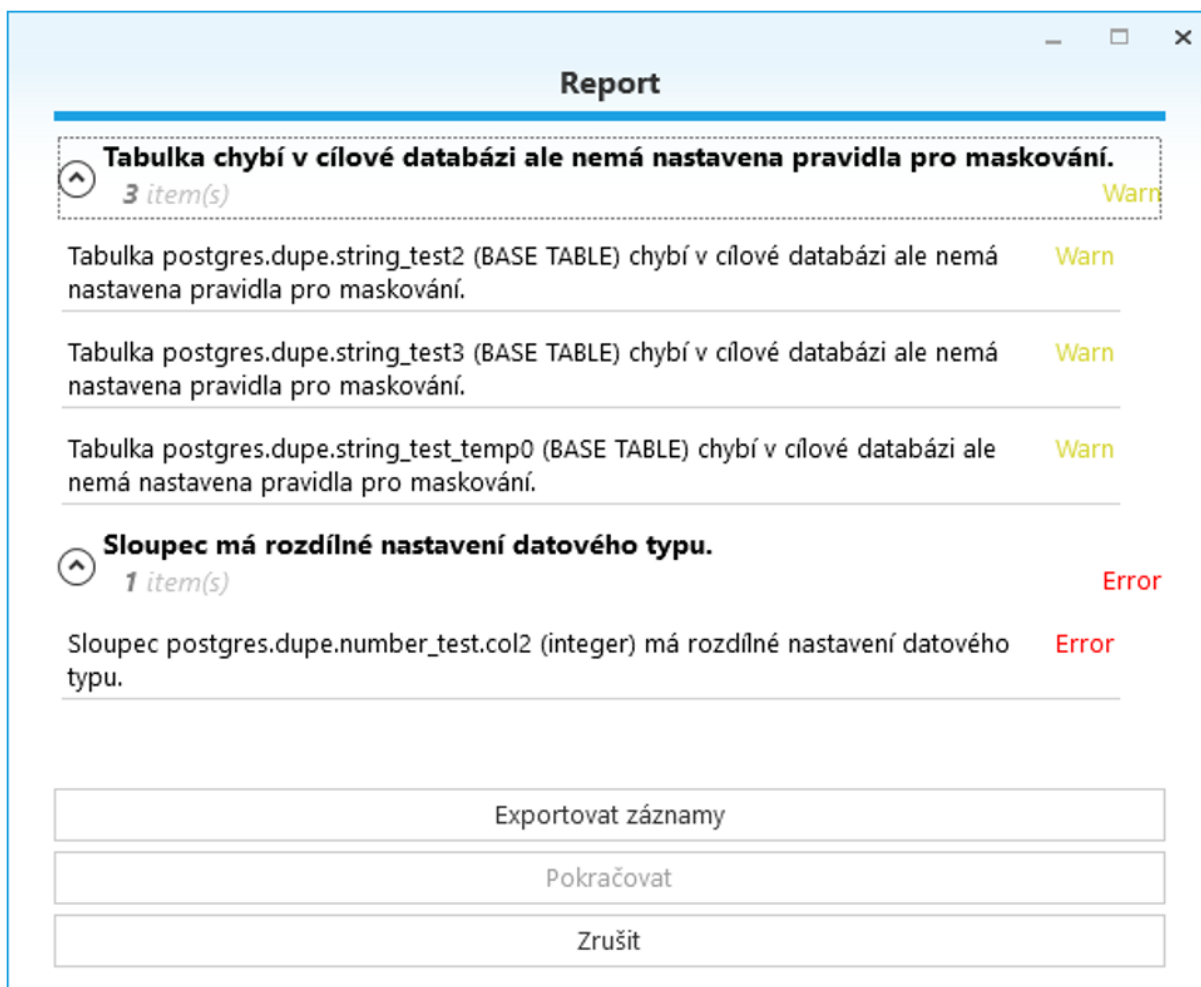 Report
Tabulka chybí v cílové databázi ale nemá nastavena pravidla pro maskování.
3 item(s) Warn
Tabulka postgres.dupe.string_test2 (BASE TABLE) chybí v cílové databázi ale nemá Warn
nastavena pravidla pro maskování.
Tabulka postgres.dupe.string_test3 (BASE TABLE) chybí v cílové databázi ale nemá Warn
nastavena pravidla pro maskování.
Tabulka postgres.dupe.string_test_temp0 (BASE TABLE) chybí v cílové databázi ale Warn
nemá nastavena pravidla pro maskování.
Sloupec má rozdílné nastavení datového typu.
1 item(s) Error
Sloupec postgres.dupe.number_test.col2 (integer) má rozdílné nastavení datového Error
typu.
Exportovat záznamy
Pokračovat
Zrušit